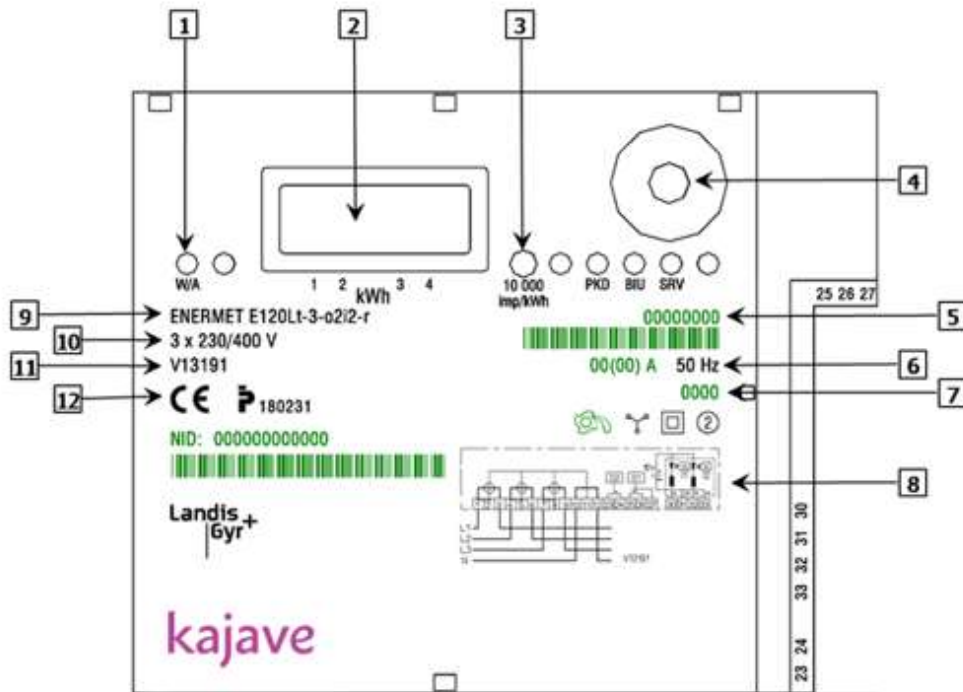 1
2
3
4
W/A
1 2 3 4
kWh
10 000
imp/kWh
PKD BIU SRV
25 26 27
9
ENERMET E120Lt-3-o2i2-r
00000000
5
10
3 x 230/400 V
11
V13191
00(00) A 50 Hz
6
12
CE
180231
0000
7
NID: 000000000000
2
8
Landis
Gyr+
V13191
30
31
32
33
24
23
kajave